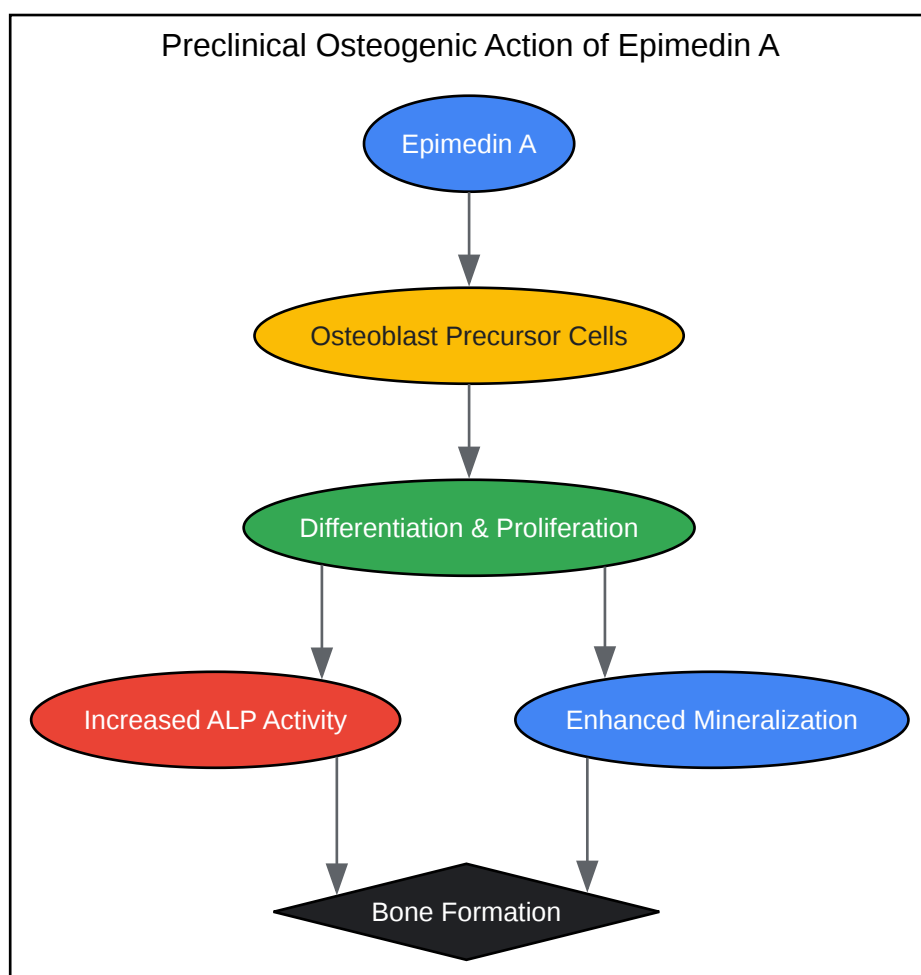 Preclinical Osteogenic Action of Epimedin A
Epimedin A
Osteoblast Precursor Cells
Differentiation & Proliferation
Increased ALP Activity
Enhanced Mineralization
Bone Formation